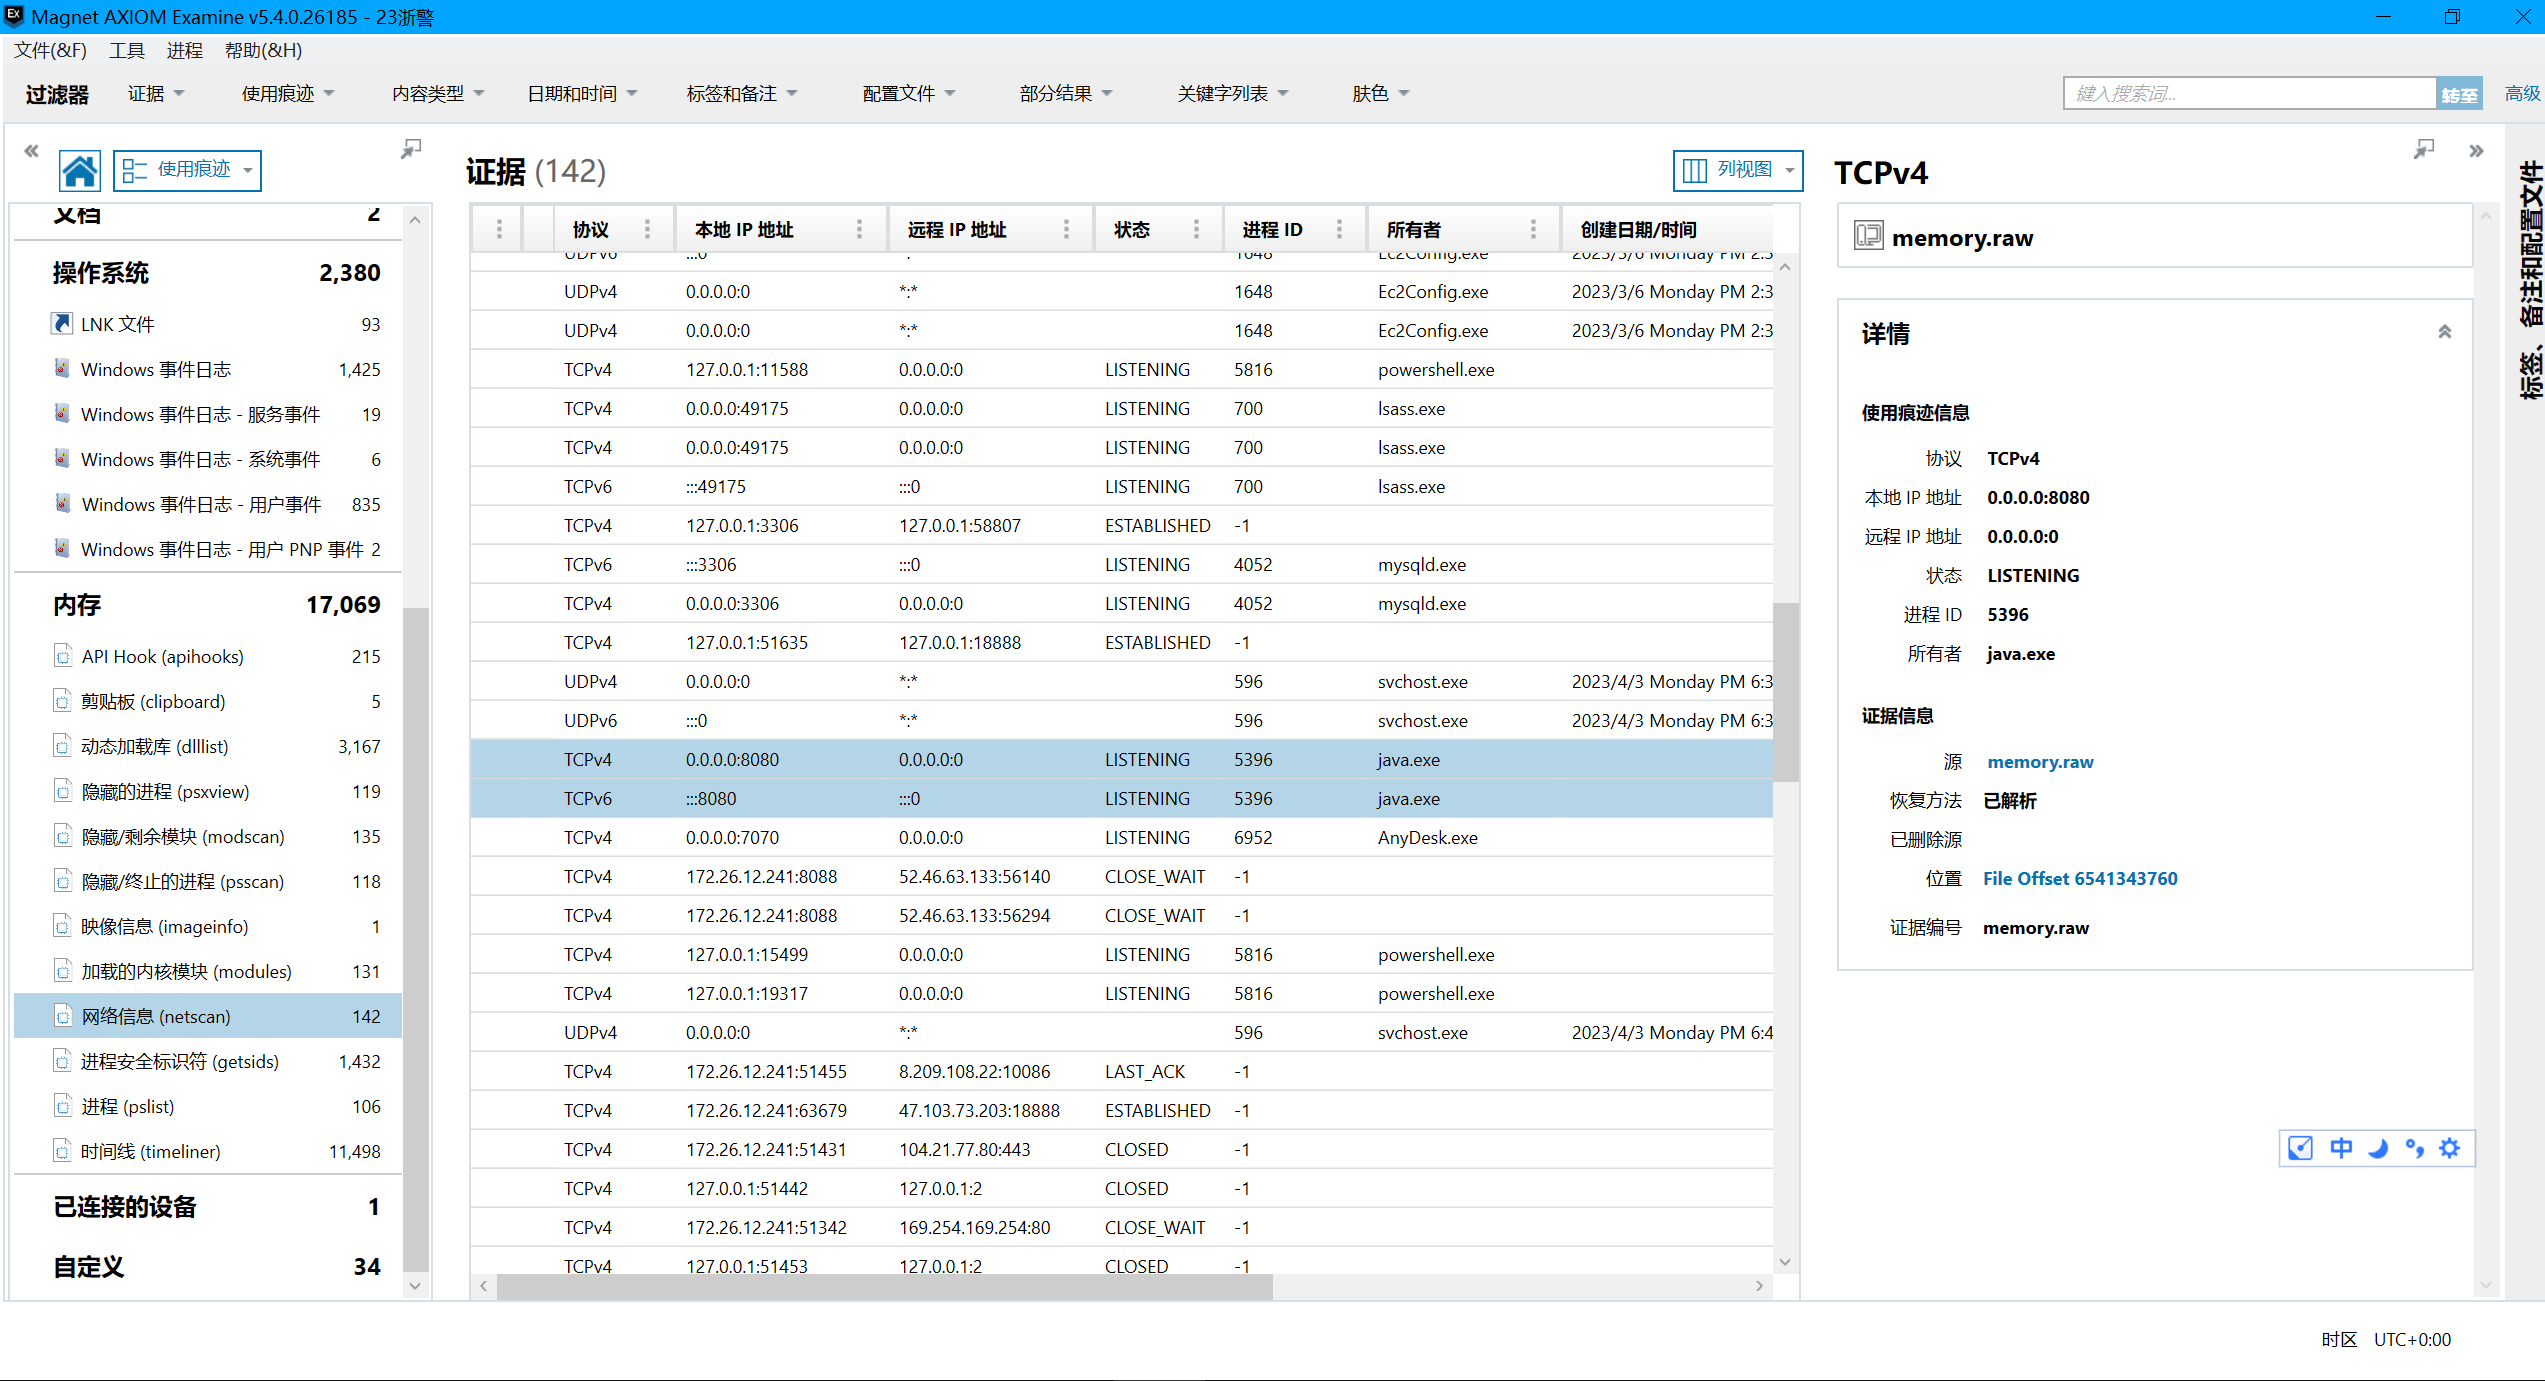 Magnet AXIOM Examine v5.4.0.26185 - 23浙警
文件(&F) 工具 进程 帮助(&H)
过滤器 证据 使用痕迹 内容类型 日期和时间 标签和备注 配置文件 部分结果 关键字列表 肤色 键入搜索词... 转至 高级
使用痕迹
文档 2
操作系统 2,380
LNK 文件 93
Windows 事件日志 1,425
Windows 事件日志 - 服务事件 19
Windows 事件日志 - 系统事件 6
Windows 事件日志 - 用户事件 835
Windows 事件日志 - 用户 PNP 事件 2
内存 17,069
API Hook (apihooks) 215
剪贴板 (clipboard) 5
动态加载库 (dlllist) 3,167
隐藏的进程 (psxview) 119
隐藏/剩余模块 (modscan) 135
隐藏/终止的进程 (psscan) 118
映像信息 (imageinfo) 1
加载的内核模块 (modules) 131
网络信息 (netscan) 142
进程安全标识符 (getsids) 1,432
进程 (pslist) 106
时间线 (timeliner) 11,498
已连接的设备 1
自定义 34
证据 (142) 列视图
协议 本地 IP 地址 远程 IP 地址 状态 进程 ID 所有者 创建日期/时间
UDPv6 :::0 *:* 1648 Ec2Config.exe 2023/3/6 Monday PM 2:3
UDPv4 0.0.0.0:0 *:* 1648 Ec2Config.exe 2023/3/6 Monday PM 2:3
UDPv4 0.0.0.0:0 *:* 1648 Ec2Config.exe 2023/3/6 Monday PM 2:3
TCPv4 127.0.0.1:11588 0.0.0.0:0 LISTENING 5816 powershell.exe
TCPv4 0.0.0.0:49175 0.0.0.0:0 LISTENING 700 lsass.exe
TCPv4 0.0.0.0:49175 0.0.0.0:0 LISTENING 700 lsass.exe
TCPv6 :::49175 :::0 LISTENING 700 lsass.exe
TCPv4 127.0.0.1:3306 127.0.0.1:58807 ESTABLISHED -1
TCPv6 :::3306 :::0 LISTENING 4052 mysqld.exe
TCPv4 0.0.0.0:3306 0.0.0.0:0 LISTENING 4052 mysqld.exe
TCPv4 127.0.0.1:51635 127.0.0.1:18888 ESTABLISHED -1
UDPv4 0.0.0.0:0 *:* 596 svchost.exe 2023/4/3 Monday PM 6:3
UDPv6 :::0 *:* 596 svchost.exe 2023/4/3 Monday PM 6:3
TCPv4 0.0.0.0:8080 0.0.0.0:0 LISTENING 5396 java.exe
TCPv6 :::8080 :::0 LISTENING 5396 java.exe
TCPv4 0.0.0.0:7070 0.0.0.0:0 LISTENING 6952 AnyDesk.exe
TCPv4 172.26.12.241:8088 52.46.63.133:56140 CLOSE_WAIT -1
TCPv4 172.26.12.241:8088 52.46.63.133:56294 CLOSE_WAIT -1
TCPv4 127.0.0.1:15499 0.0.0.0:0 LISTENING 5816 powershell.exe
TCPv4 127.0.0.1:19317 0.0.0.0:0 LISTENING 5816 powershell.exe
UDPv4 0.0.0.0:0 *:* 596 svchost.exe 2023/4/3 Monday PM 6:4
TCPv4 172.26.12.241:51455 8.209.108.22:10086 LAST_ACK -1
TCPv4 172.26.12.241:63679 47.103.73.203:18888 ESTABLISHED -1
TCPv4 172.26.12.241:51431 104.21.77.80:443 CLOSED -1
TCPv4 127.0.0.1:51442 127.0.0.1:2 CLOSED -1
TCPv4 172.26.12.241:51342 169.254.169.254:80 CLOSE_WAIT -1
TCPv4 127.0.0.1:51453 127.0.0.1:2 CLOSED -1
TCPv4
memory.raw
详情
使用痕迹信息
协议 TCPv4
本地 IP 地址 0.0.0.0:8080
远程 IP 地址 0.0.0.0:0
状态 LISTENING
进程 ID 5396
所有者 java.exe
证据信息
源 memory.raw
恢复方法 已解析
已删除源
位置 File Offset 6541343760
证据编号 memory.raw
标签、备注和配置文件
中
时区 UTC+0:00